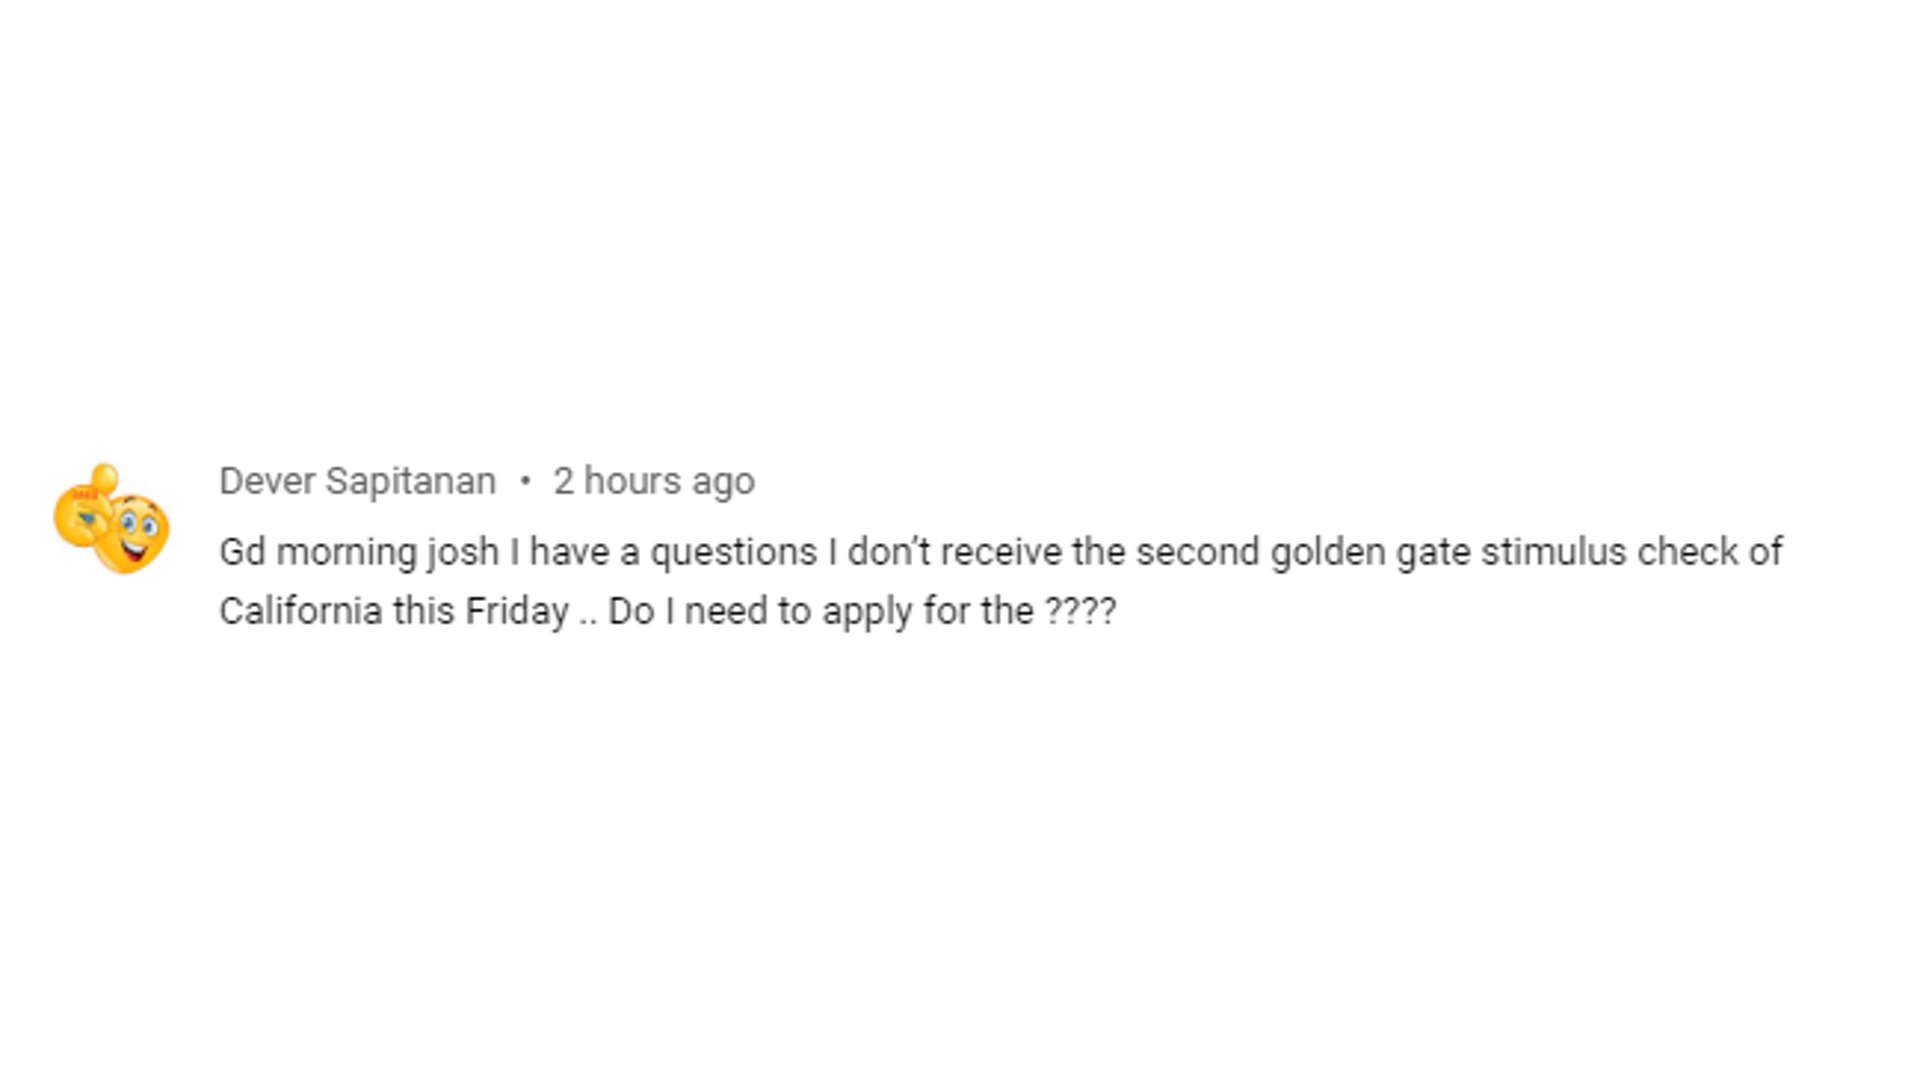 Dever Sapitanan • 2 hours ago
Gd morning josh I have a questions I don’t receive the second golden gate stimulus check of
California this Friday .. Do I need to apply for the ????